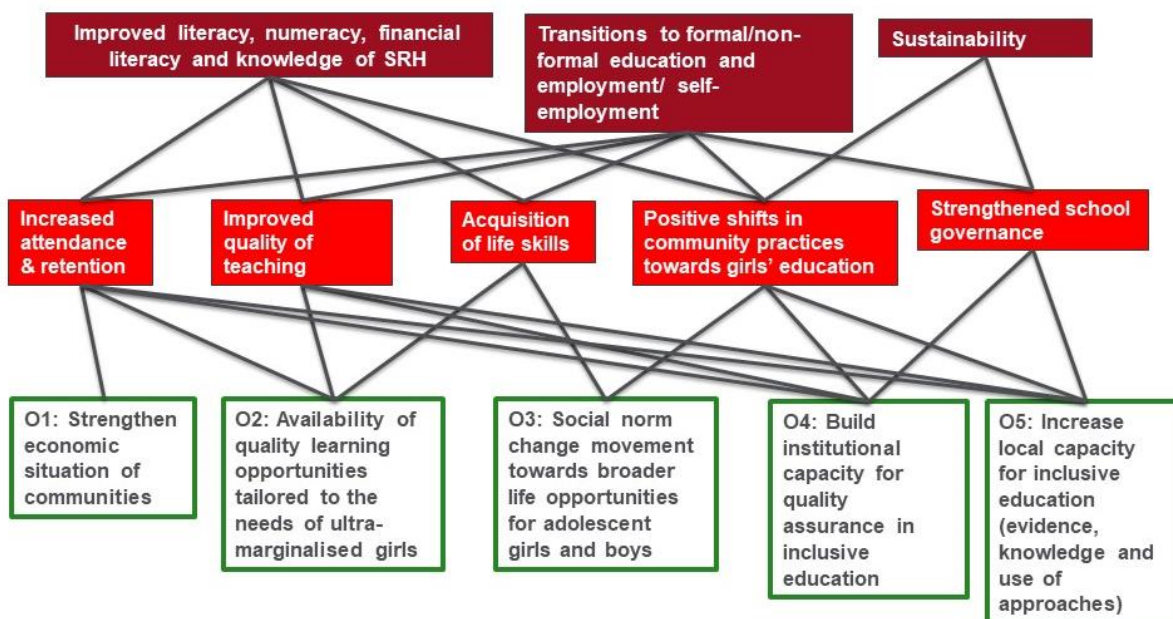 Improved literacy, numeracy, financial
literacy and knowledge of SRH
Transitions to formal/non-
formal education and
employment/ self-
employment
Sustainability
Increased
attendance
& retention
Improved
quality of
teaching
Acquisition
of life skills
Positive shifts in
community practices
towards girls’ education
Strengthened school
governance
O1: Strengthen
economic
situation of
communities
O2: Availability of
quality learning
opportunities
tailored to the
needs of ultra-
marginalised girls
O3: Social norm
change movement
towards broader
life opportunities
for adolescent
girls and boys
O4: Build
institutional
capacity for
quality
assurance in
inclusive
education
O5: Increase
local capacity
for inclusive
education
(evidence,
knowledge and
use of
approaches)